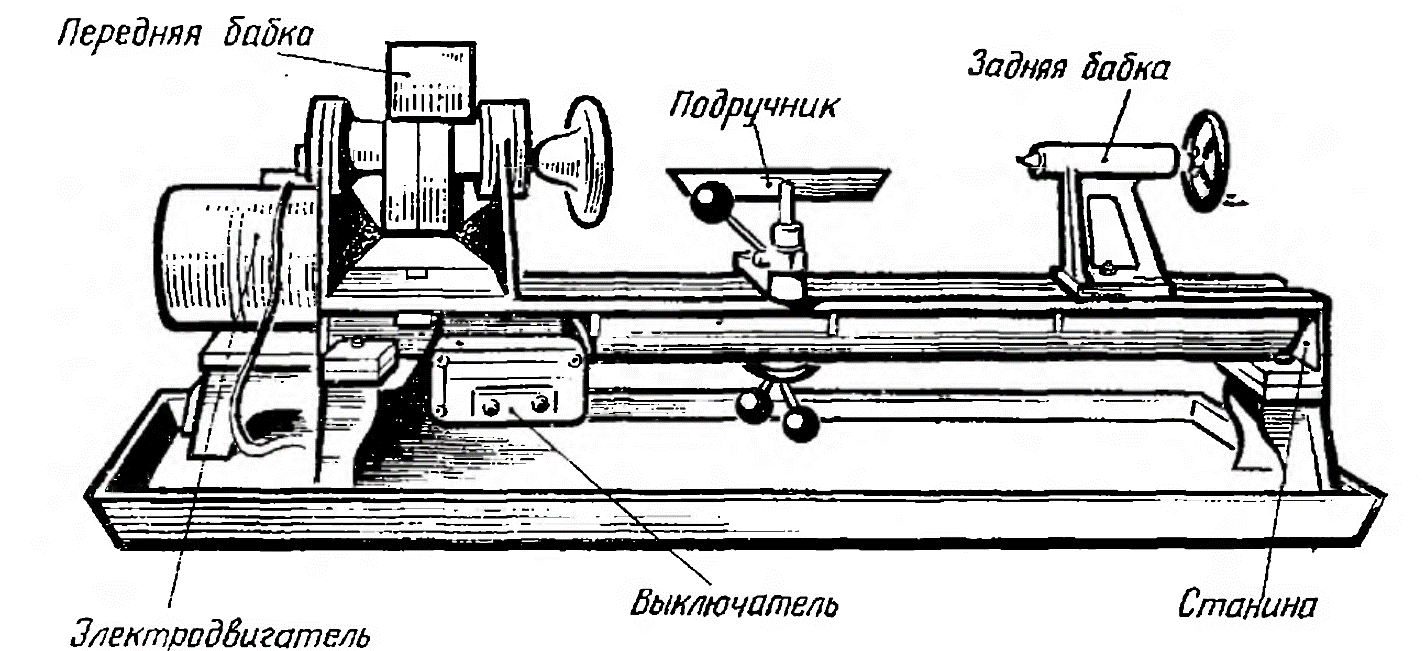 Передняя бабка
Задняя бабка
Подручник
Электродвигатель
Выключатель
Станина